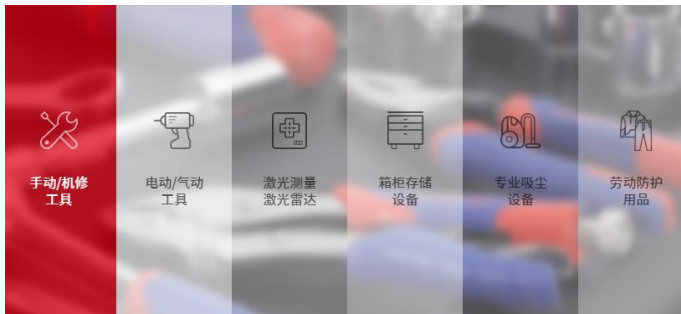 手动/机修
工具
电动/气动
工具
激光测量
激光雷达
箱柜存储
设备
专业吸尘
设备
劳动防护
用品